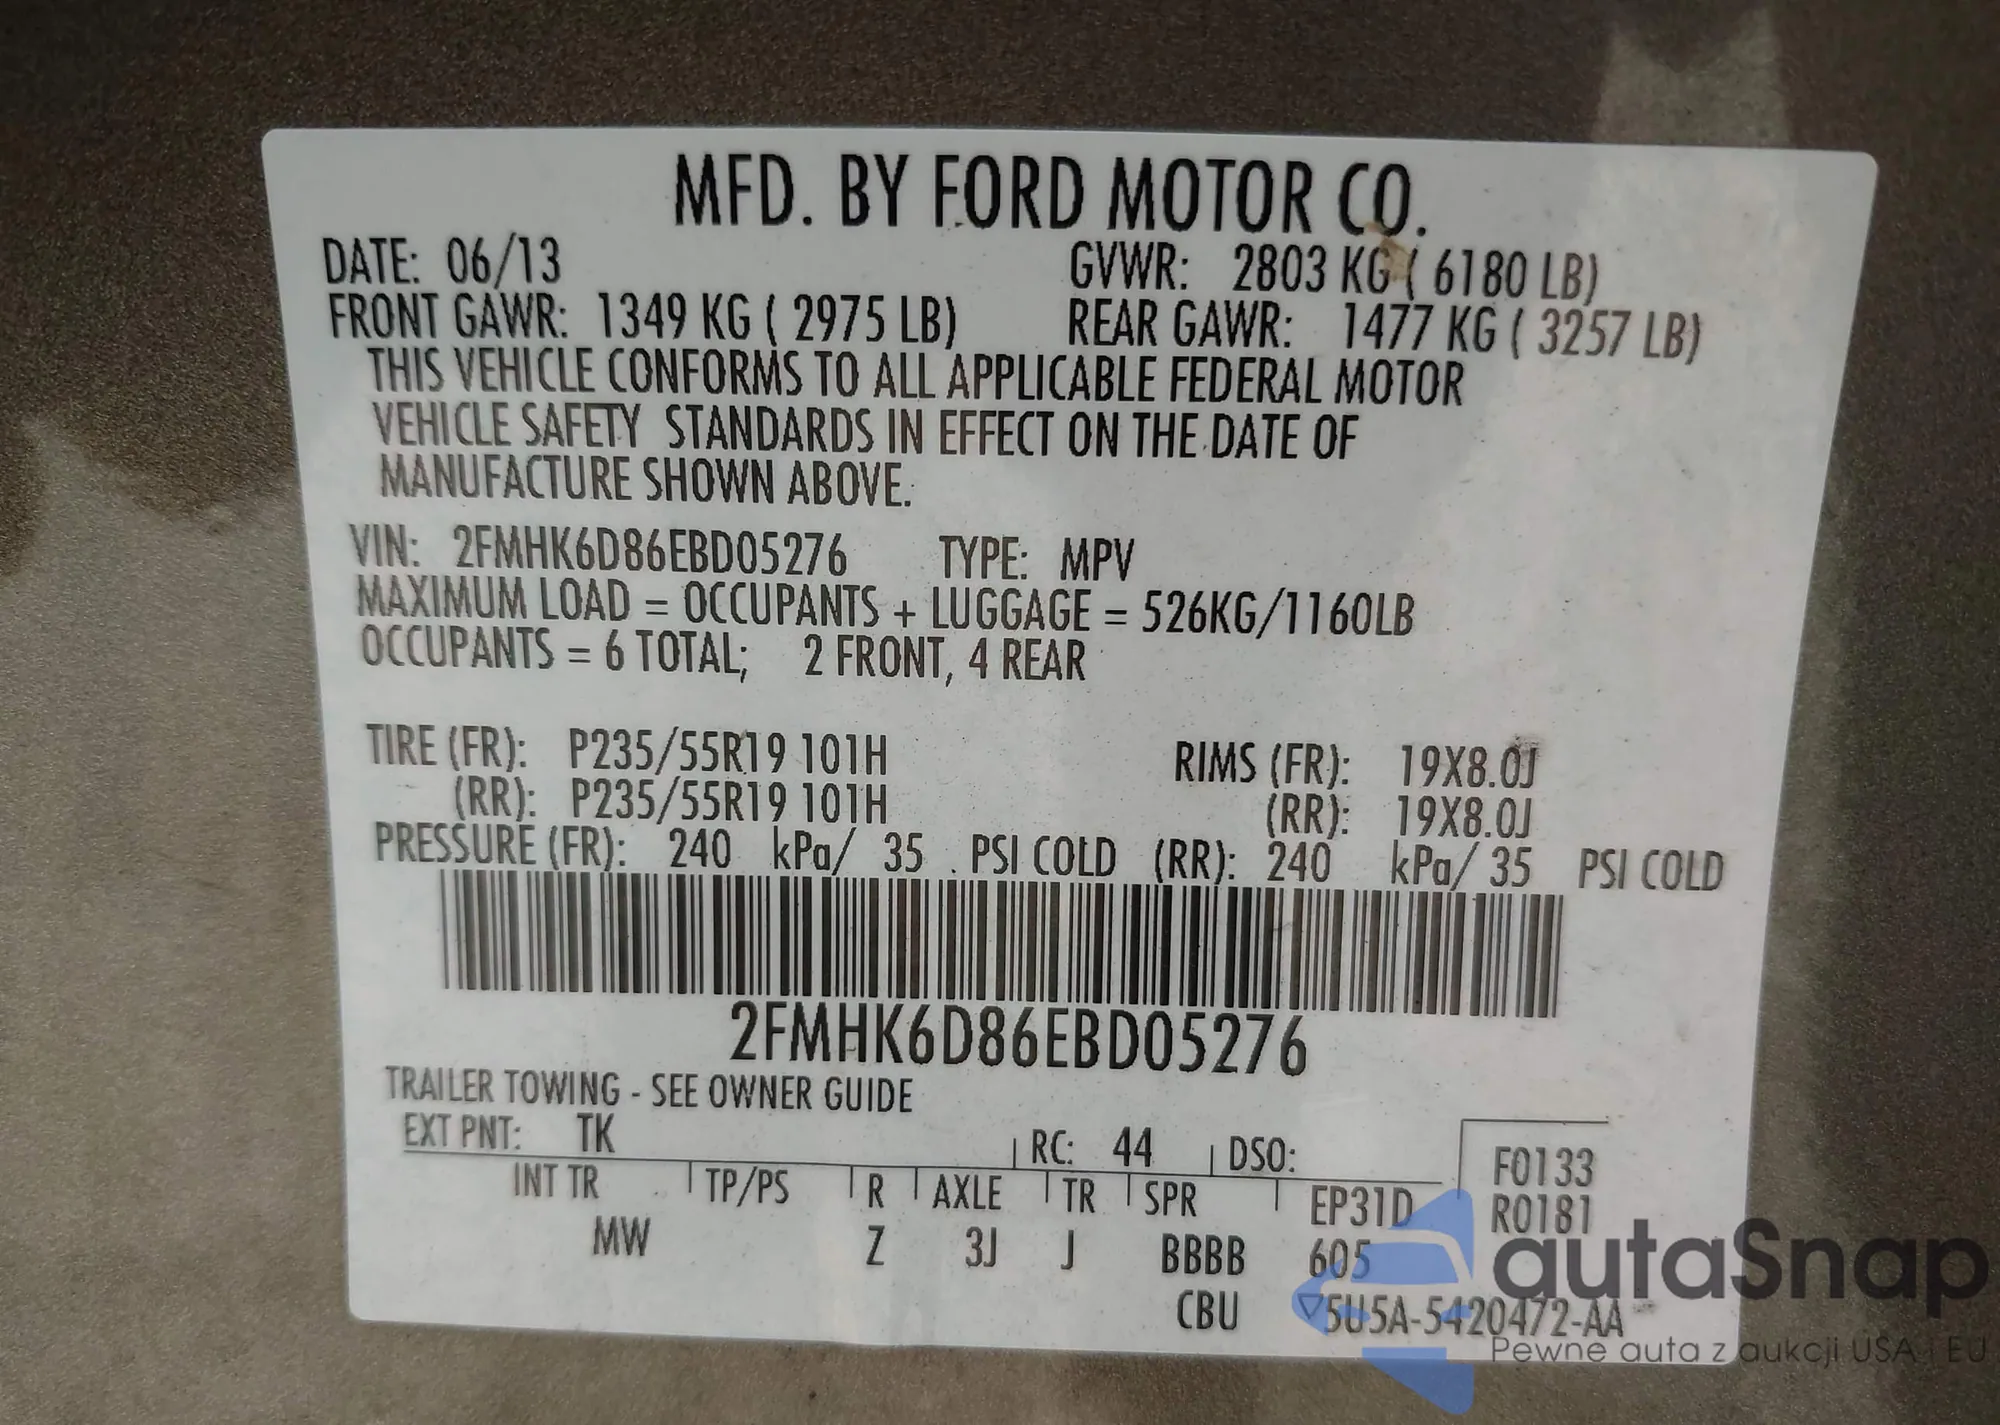 MFD. BY FORD MOTOR CO.
DATE: 06/13 GVWR: 2803 KG ( 6180 LB)
FRONT GAWR: 1349 KG ( 2975 LB) REAR GAWR: 1477 KG ( 3257 LB)
THIS VEHICLE CONFORMS TO ALL APPLICABLE FEDERAL MOTOR
VEHICLE SAFETY STANDARDS IN EFFECT ON THE DATE OF
MANUFACTURE SHOWN ABOVE.
VIN: 2FMHK6D86EBD05276 TYPE: MPV
MAXIMUM LOAD = OCCUPANTS + LUGGAGE = 526KG/1160LB
OCCUPANTS = 6 TOTAL; 2 FRONT, 4 REAR
TIRE (FR): P235/55R19 101H RIMS (FR): 19X8.0J
(RR): P235/55R19 101H (RR): 19X8.0J
PRESSURE (FR): 240 kPa/ 35 PSI COLD (RR): 240 kPa/ 35 PSI COLD
2FMHK6D86EBD05276
TRAILER TOWING - SEE OWNER GUIDE
EXT PNT: TK RC: 44 DSO: F0133
INT TR TP/PS R AXLE TR SPR EP31D R0181
MW Z 3J J BBBB 605
CBU ▽5U5A-5420472-AA
autaSnap
Pewne auta z aukcji USA i EU